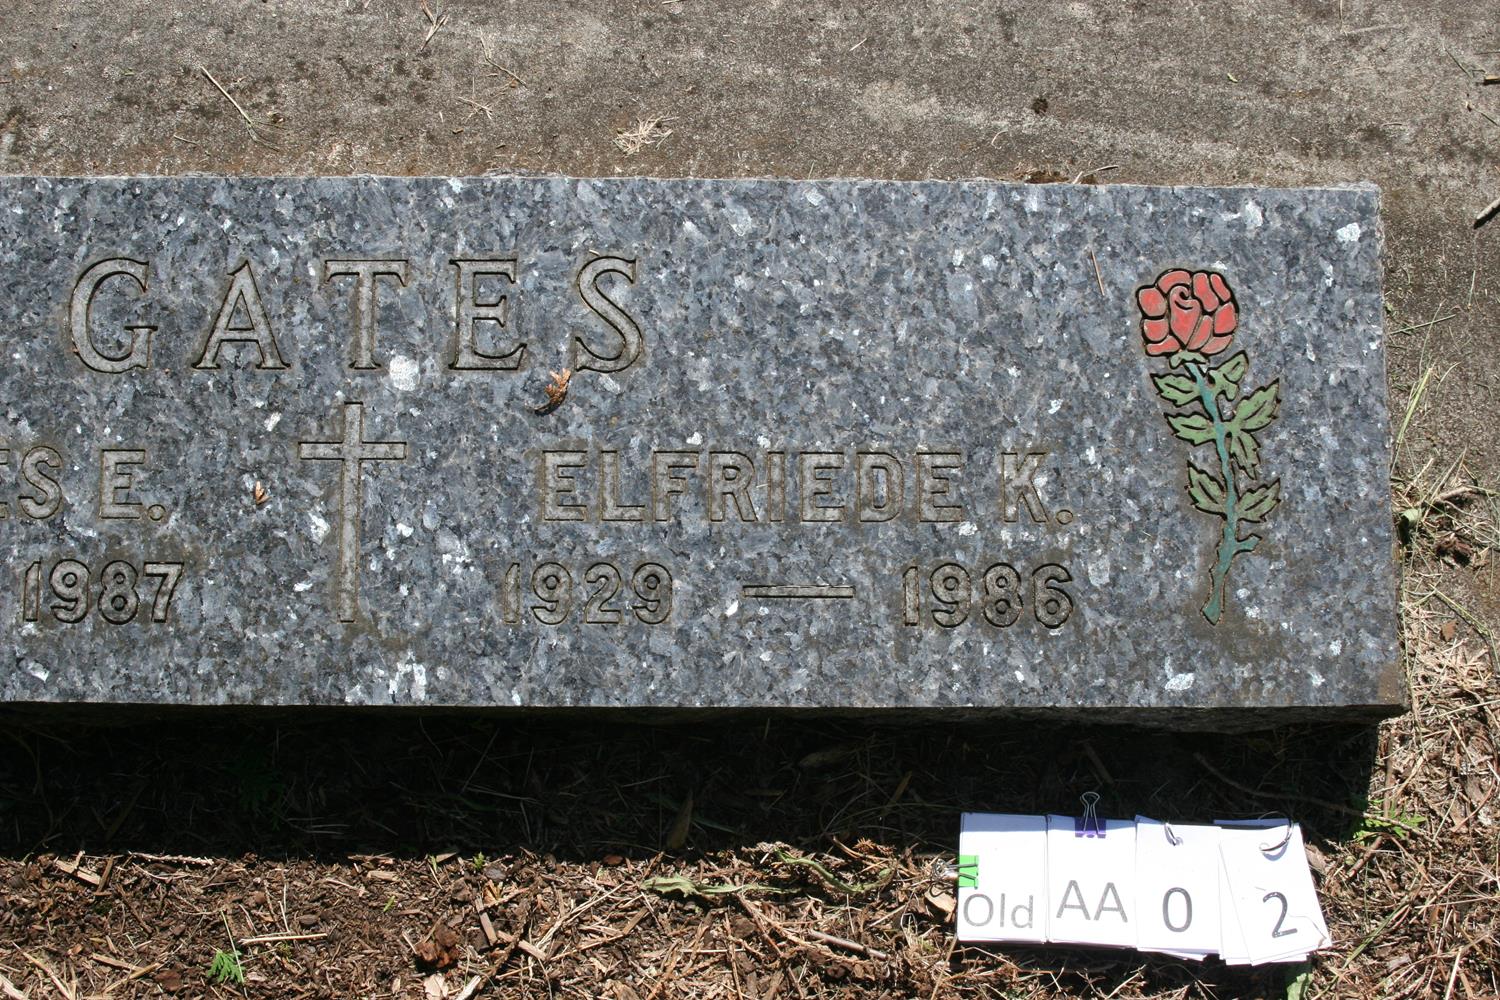 GATES
ES E. ELFRIEDE K.
1987 1929 — 1986
Old AA 0 2